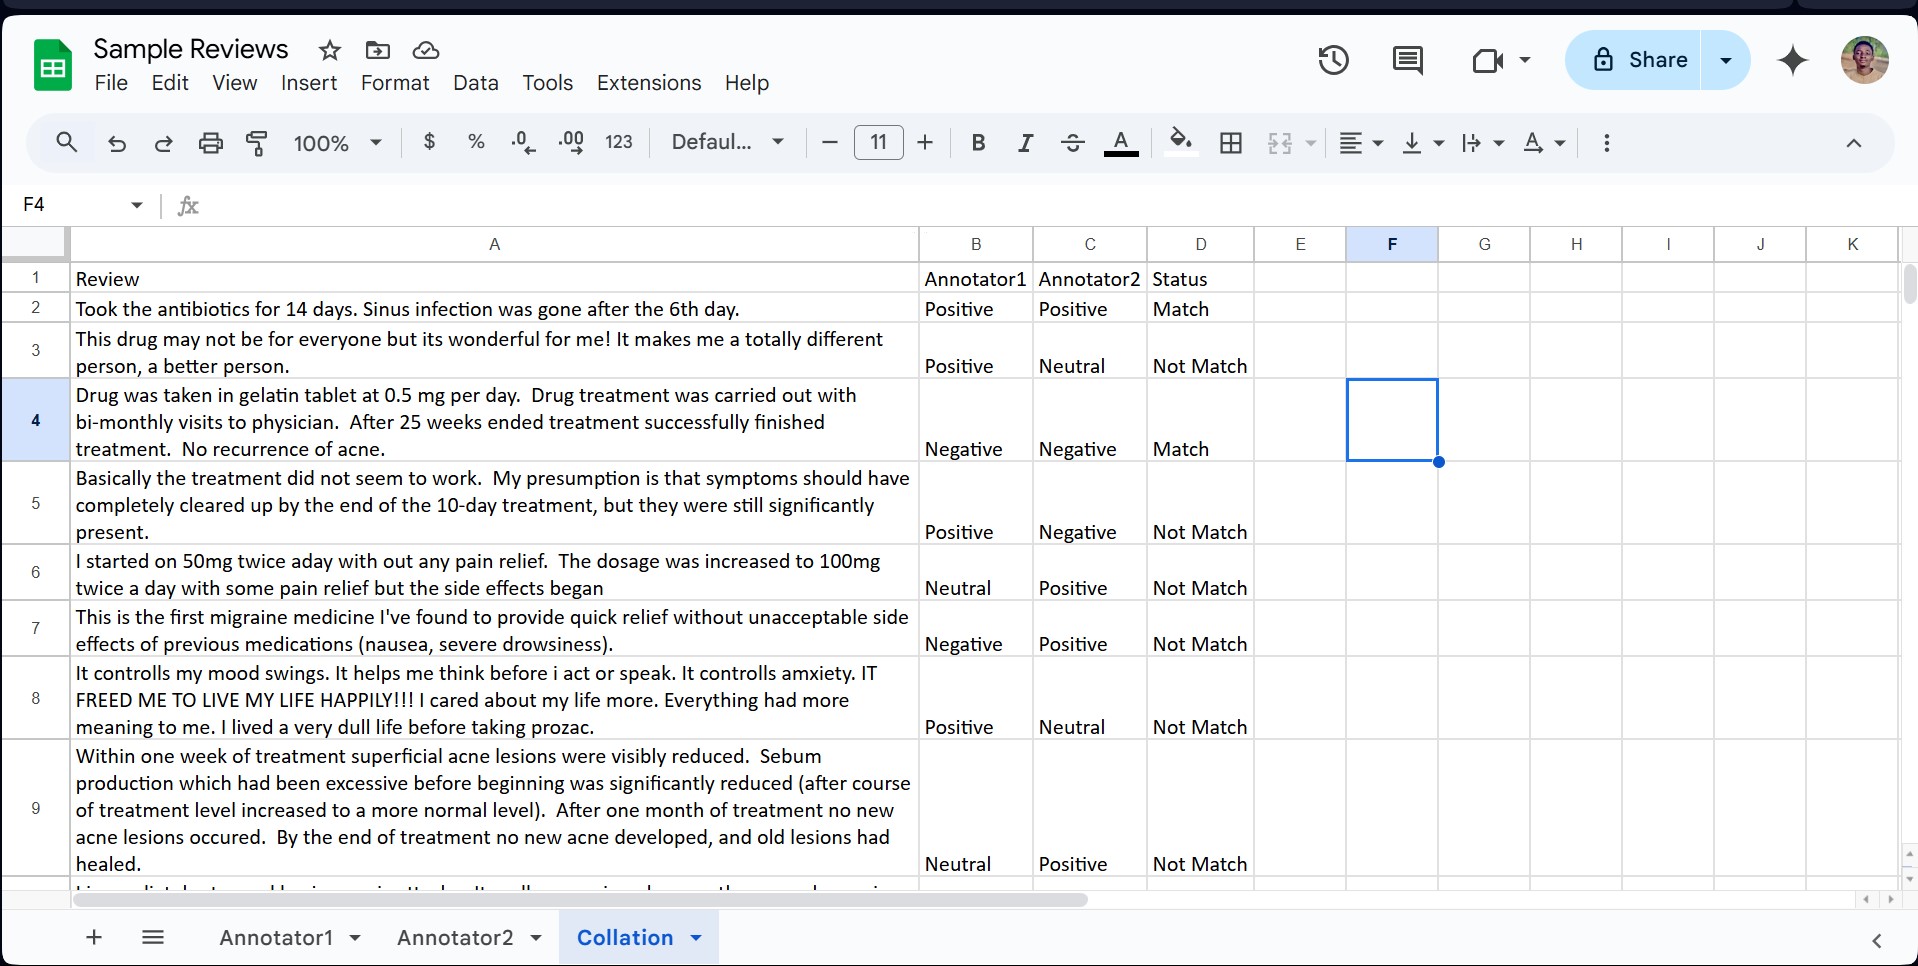 Sample Reviews
File Edit View Insert Format Data Tools Extensions Help
Share
100% $ % .0 .00 123 Defaul... 11 B I S A
F4 fx
A B C D E F G H I J K
1 Review Annotator1 Annotator2 Status
2 Took the antibiotics for 14 days. Sinus infection was gone after the 6th day. Positive Positive Match
This drug may not be for everyone but its wonderful for me! It makes me a totally different
3 person, a better person. Positive Neutral Not Match
Drug was taken in gelatin tablet at 0.5 mg per day.  Drug treatment was carried out with
4 bi-monthly visits to physician.  After 25 weeks ended treatment successfully finished
treatment.  No recurrence of acne. Negative Negative Match
Basically the treatment did not seem to work.  My presumption is that symptoms should have
5 completely cleared up by the end of the 10-day treatment, but they were still significantly
present. Positive Negative Not Match
I started on 50mg twice aday with out any pain relief.  The dosage was increased to 100mg
6 twice a day with some pain relief but the side effects began Neutral Positive Not Match
This is the first migraine medicine I've found to provide quick relief without unacceptable side
7 effects of previous medications (nausea, severe drowsiness). Negative Positive Not Match
It controlls my mood swings. It helps me think before i act or speak. It controlls amxiety. IT
8 FREED ME TO LIVE MY LIFE HAPPILY!!! I cared about my life more. Everything had more
meaning to me. I lived a very dull life before taking prozac. Positive Neutral Not Match
Within one week of treatment superficial acne lesions were visibly reduced.  Sebum
production which had been excessive before beginning was significantly reduced (after course
9 of treatment level increased to a more normal level).  After one month of treatment no new
acne lesions occured.  By the end of treatment no new acne developed, and old lesions had
healed. Neutral Positive Not Match
Annotator1 Annotator2 Collation